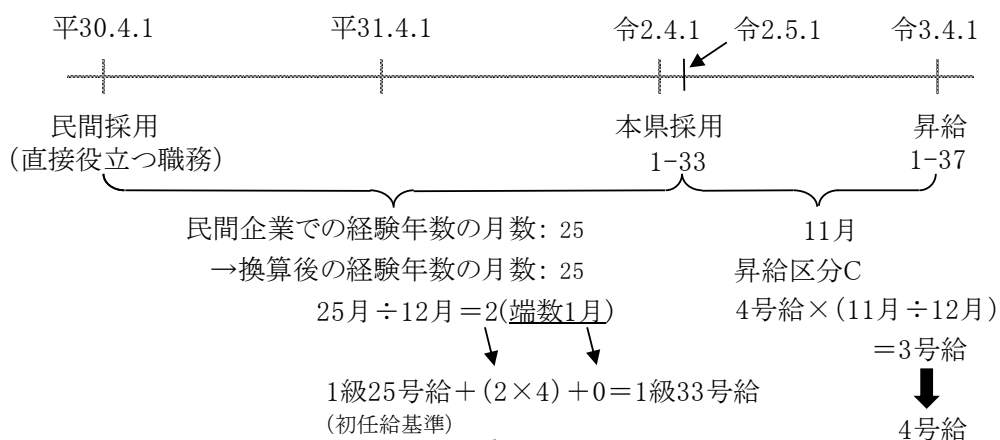 平30.4.1 平31.4.1 令2.4.1 令2.5.1 令3.4.1
民間採用 本県採用 昇給
(直接役立つ職務) 1-33 1-37
民間企業での経験年数の月数: 25 11月
→換算後の経験年数の月数: 25 昇給区分C
25月÷12月=2(端数1月) 4号給×(11月÷12月)
=3号給
1級25号給+(2×4)+0=1級33号給
(初任給基準) 4号給